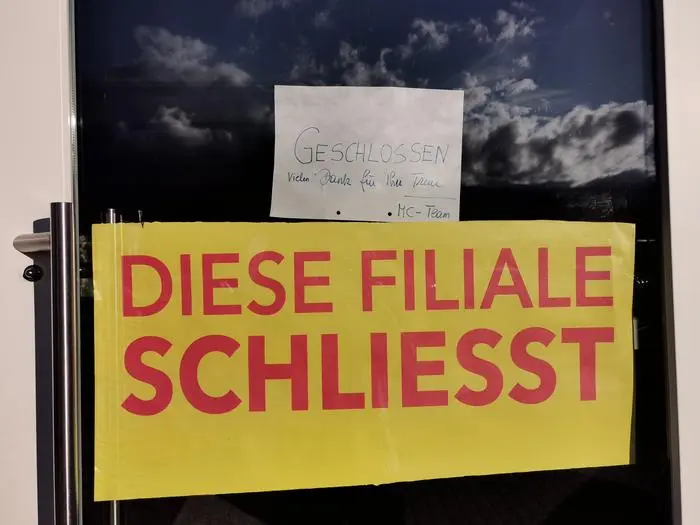 GESCHLOSSEN
Vielen Dank für Ihre Treue
MC-Team
DIESE FILIALE
SCHLIESST